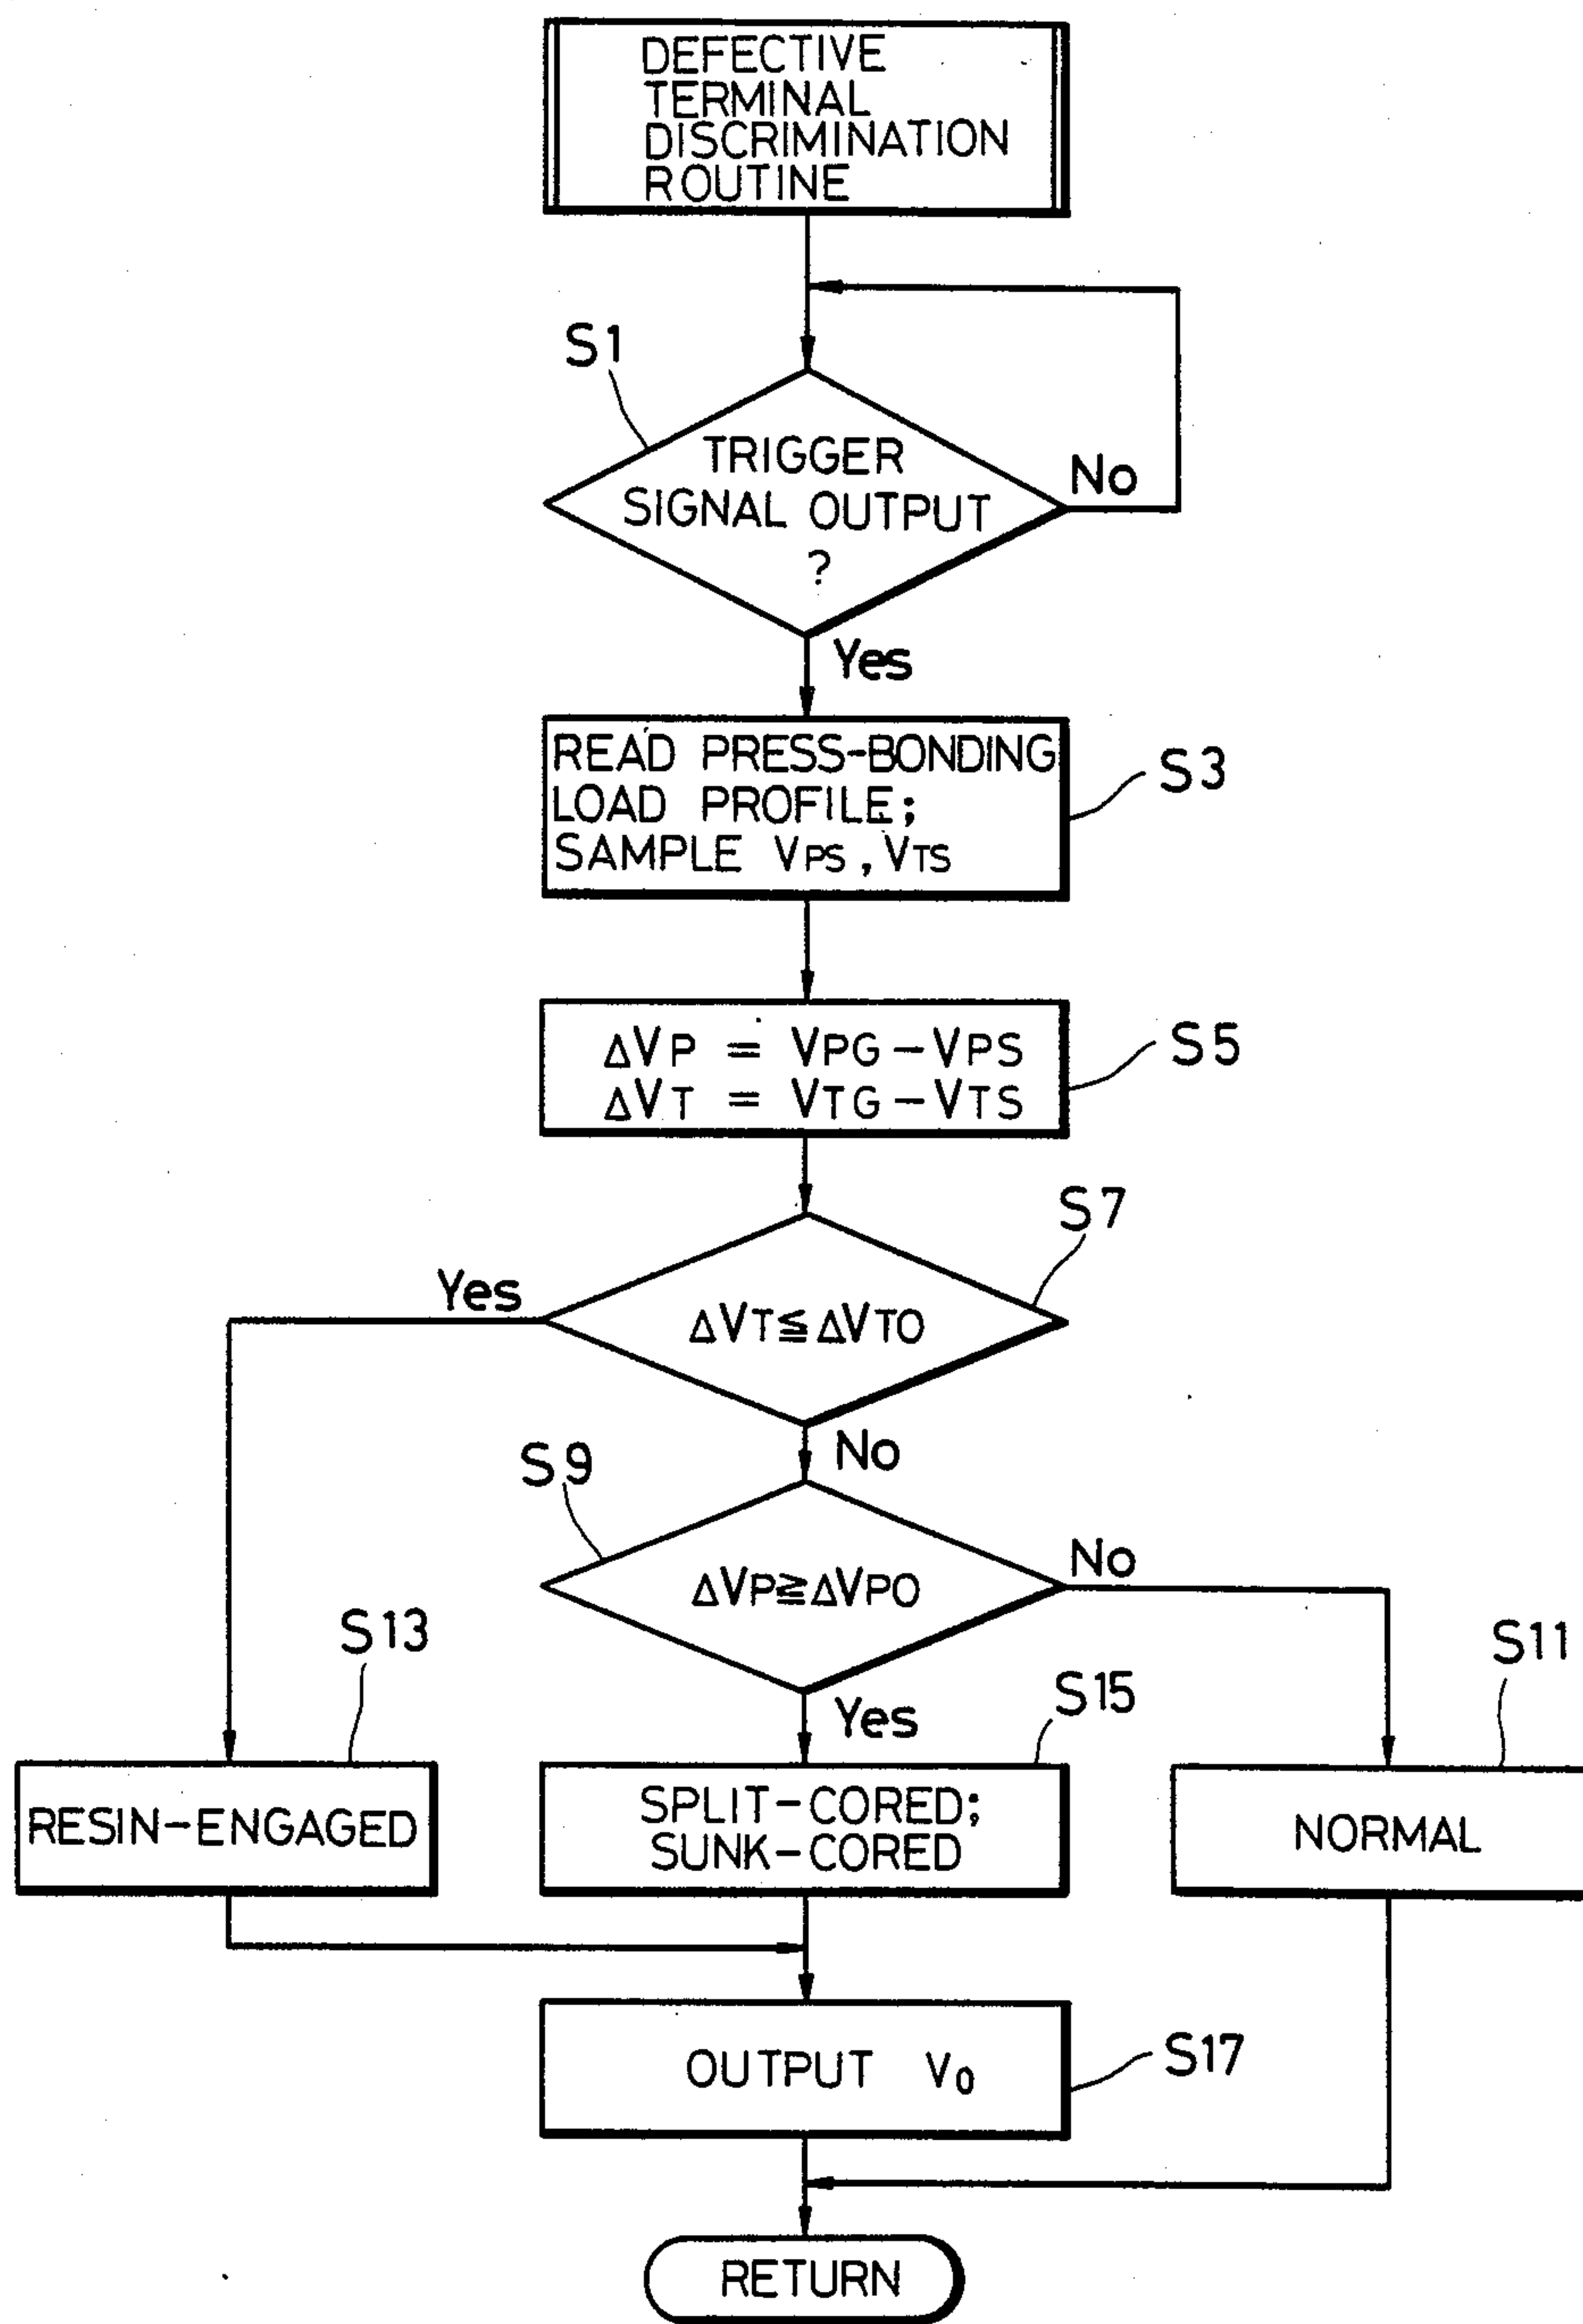 DEFECTIVE
TERMINAL
DISCRIMINATION
ROUTINE
S1
TRIGGER
SIGNAL OUTPUT
?
No
Yes
READ PRESS-BONDING
LOAD PROFILE;
SAMPLE VPS, VTS
S3
ΔVP = VPG-VPS
ΔVT = VTG-VTS
S5
S7
Yes
ΔVT≦ΔVTO
No
S9
ΔVP≧ΔVPO
No
Yes
S13
S15
S11
RESIN-ENGAGED
SPLIT-CORED;
SUNK-CORED
NORMAL
OUTPUT V0
S17
RETURN